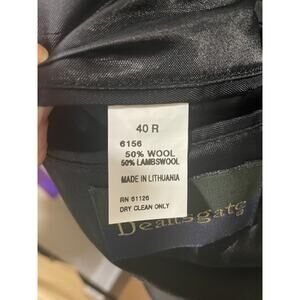 40 R
6156
50% WOOL
50% LAMBSWOOL
MADE IN LITHUANIA
RN 61126
DRY CLEAN ONLY
Deansgate